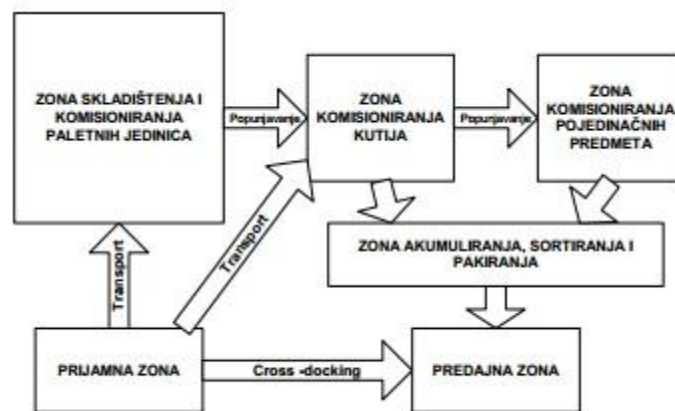 ZONA SKLADIŠTENJA I
KOMISIONIRANJA
PALETNIH JEDINICA
Popunjavanje
ZONA
KOMISIONIRANJA
KUTIJA
Popunjavanje
ZONA
KOMISIONIRANJA
POJEDINAČNIH
PREDMETA
Transport
Transport
ZONA AKUMULIRANJA, SORTIRANJA I
PAKIRANJA
PRIJAMNA ZONA
Cross -docking
PREDAJNA ZONA